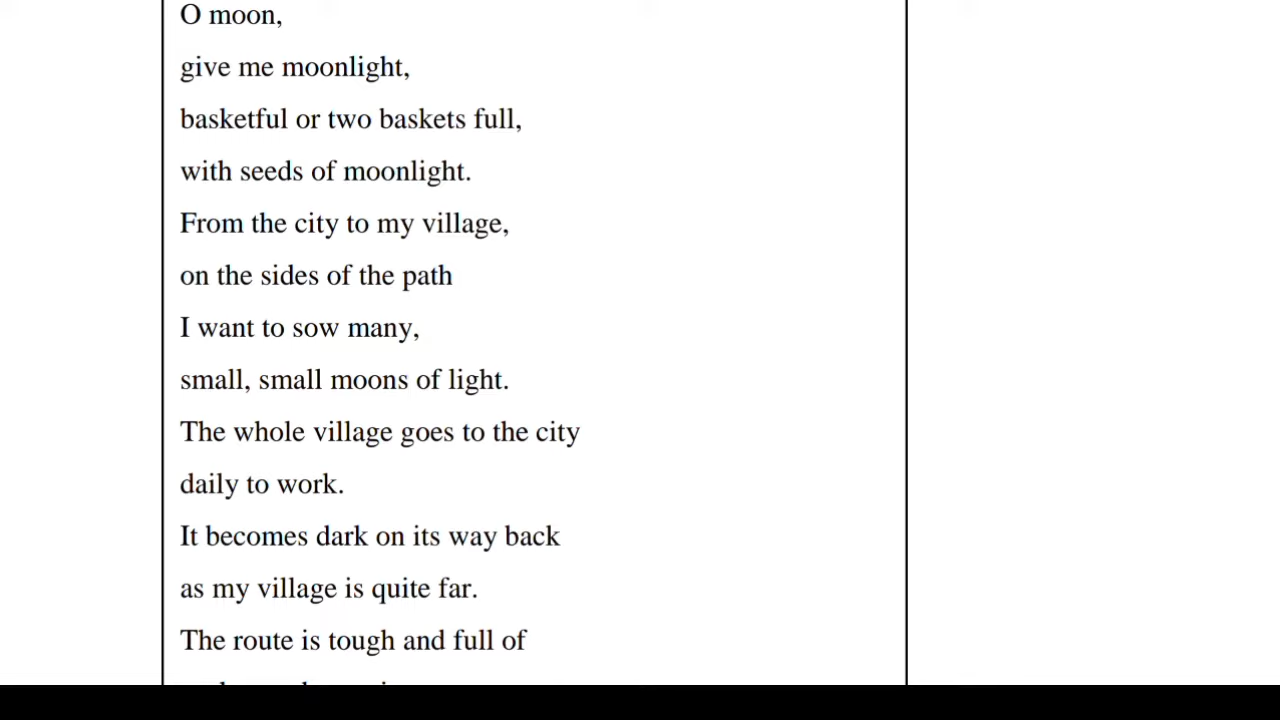 O moon,
give me moonlight,
basketful or two baskets full,
with seeds of moonlight.
From the city to my village,
on the sides of the path
I want to sow many,
small, small moons of light.
The whole village goes to the city
daily to work.
It becomes dark on its way back
as my village is quite far.
The route is tough and full of